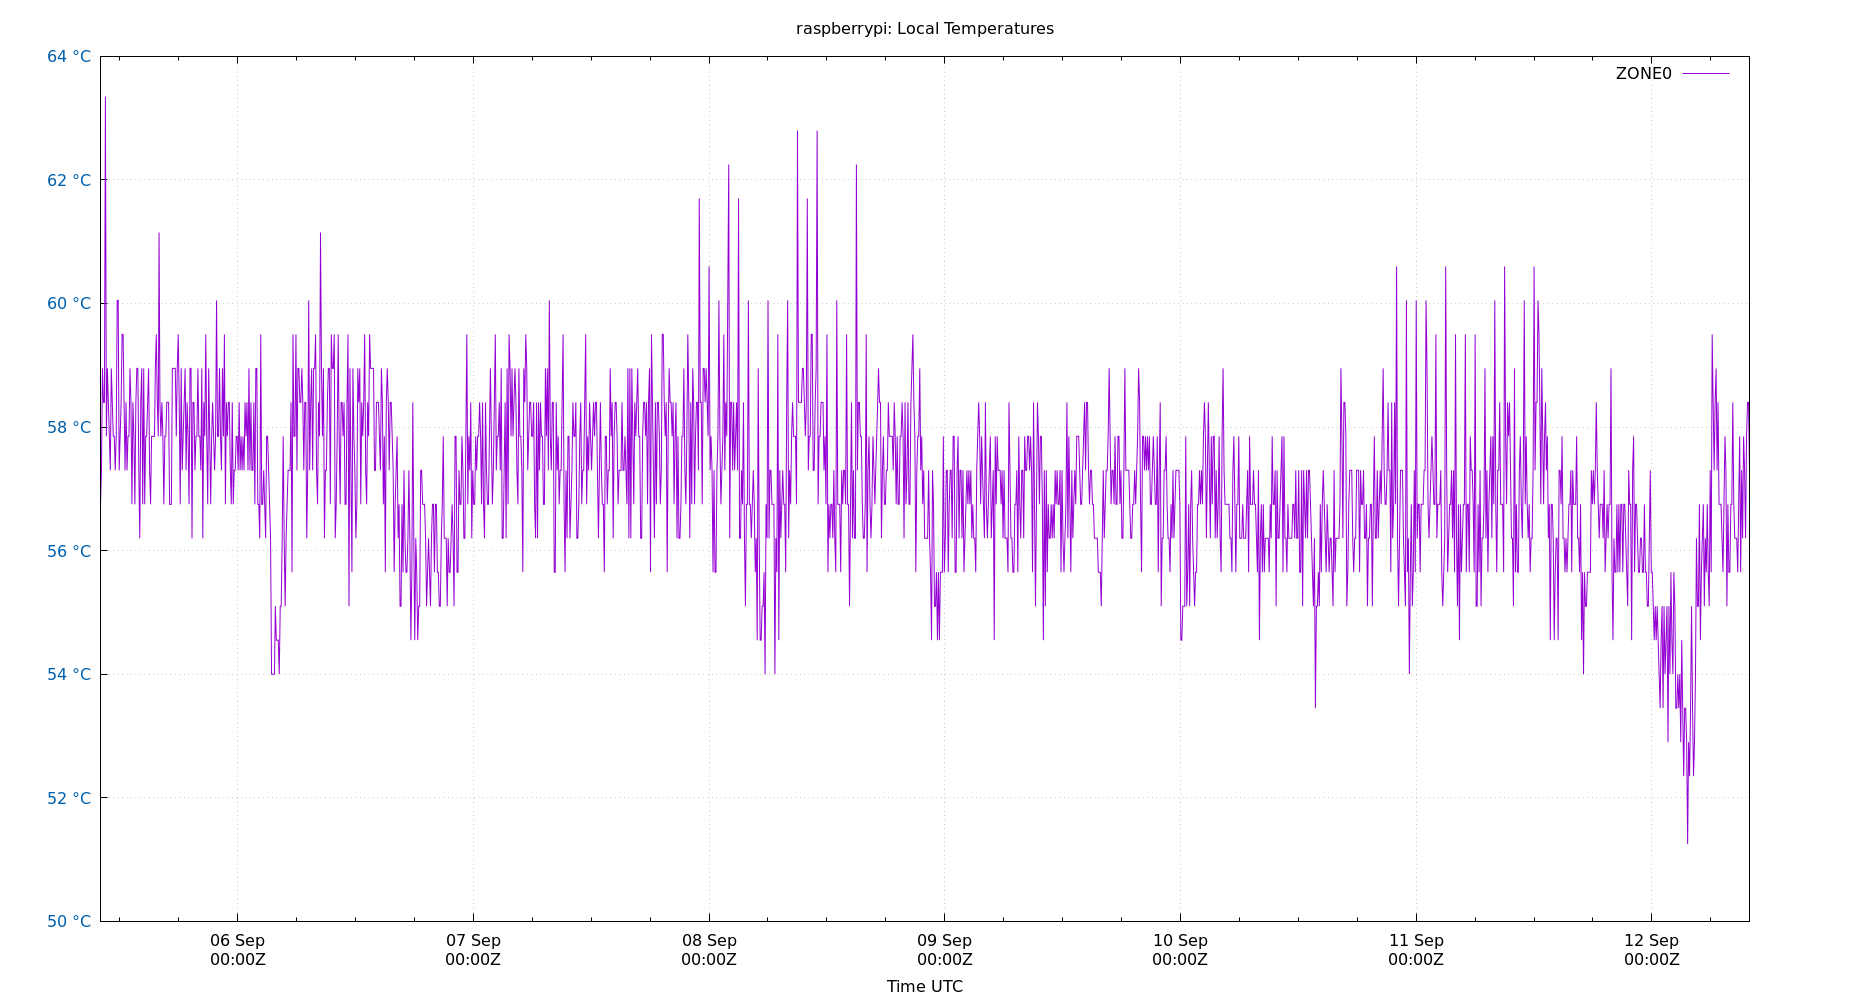 raspberrypi: Local Temperatures
64 °C
ZONE0
62 °C
60 °C
58 °C
56 °C
54 °C
52 °C
50 °C
06 Sep 07 Sep 08 Sep 09 Sep 10 Sep 11 Sep 12 Sep
00:00Z 00:00Z 00:00Z 00:00Z 00:00Z 00:00Z 00:00Z
Time UTC